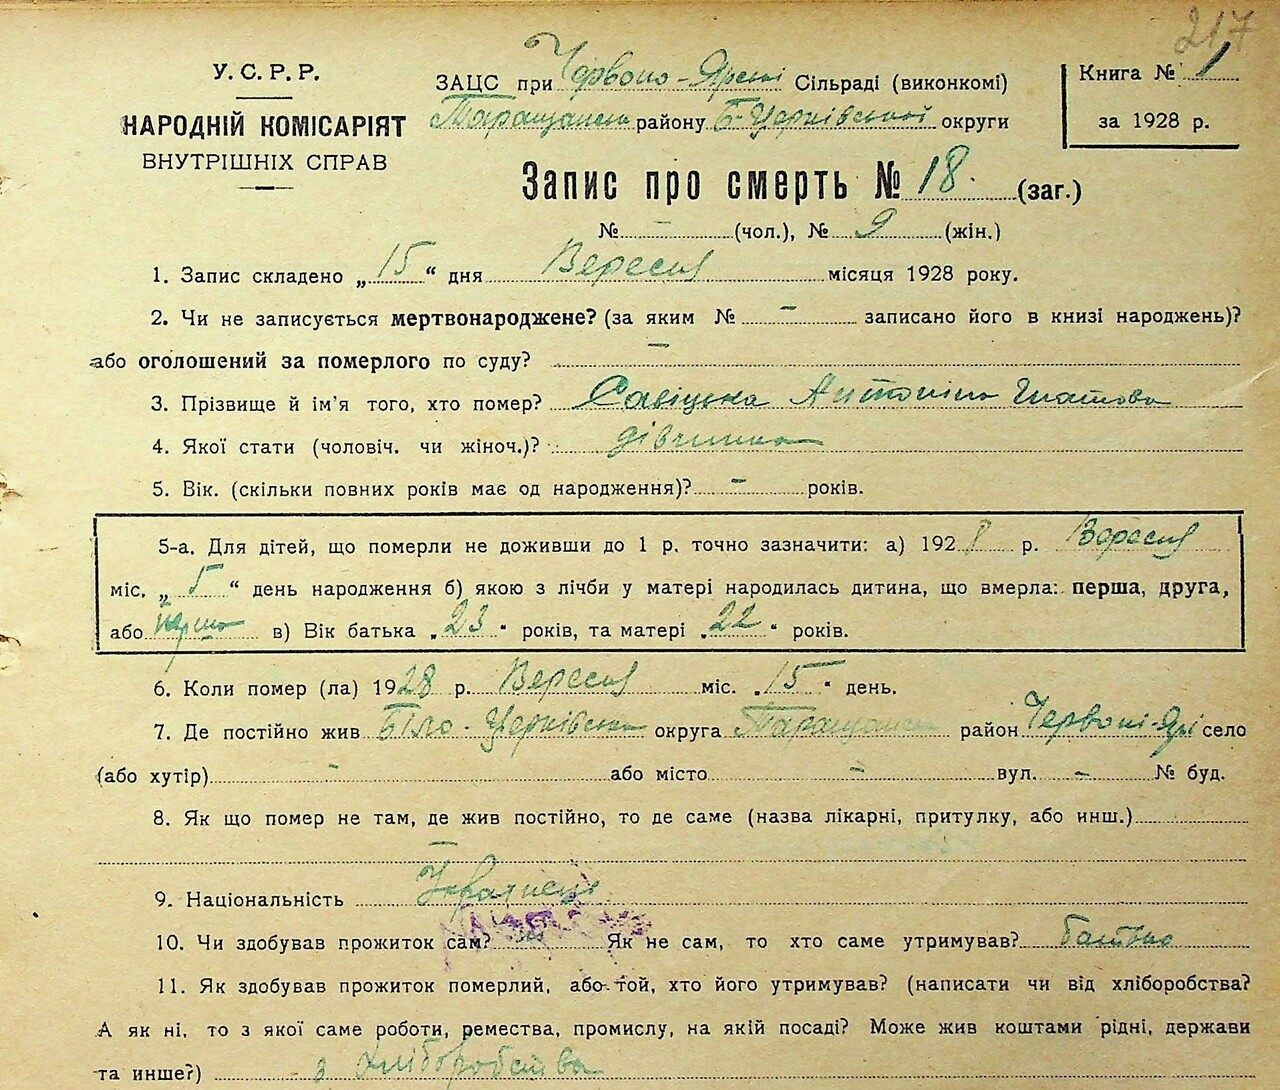 217
У. С. Р. Р.
НАРОДНІЙ КОМІСАРІЯТ
ВНУТРІШНІХ СПРАВ
ЗАЦС при Червоно-Ярські Сільраді (виконкомі)
Таращанськ району Б-Церківської округи
Книга № 1
за 1928 р.
Запис про смерть № 18. (заг.)
№ - (чол.), № 9 (жін.)
1. Запис складено „15“ дня Вересня місяця 1928 року.
2. Чи не записується мертвонароджене? (за яким № - записано його в книзі народжень)?
або оголошений за померлого по суду? -
3. Прізвище й ім'я того, хто помер? Савіцька Антоніна
4. Якої стати (чоловіч. чи жіноч.)? дівчинка
5. Вік. (скільки повних років має од народження)? - років.
5-а. Для дітей, що померли не доживши до 1 р. точно зазначити: а) 1928 р. Вересня
міс. „5“ день народження б) якою з лічби у матері народилась дитина, що вмерла: перша, друга,
або перша в) Вік батька „23“ років, та матері „22“ років.
6. Коли помер (ла) 1928 р. Вересня міс. „15“ день.
7. Де постійно жив Біло-Церківська округа Таращанськ район Червоні-Ярі село
(або хутір) - або місто - вул. - № буд.
8. Як що помер не там, де жив постійно, то де саме (назва лікарні, притулку, або инш.)
-
9. Національність Українець
10. Чи здобував прожиток сам? ні Як не сам, то хто саме утримував? батько
11. Як здобував прожиток померлий, або той, хто його утримував? (написати чи від хліборобства?
А як ні, то з якої саме роботи, ремества, промислу, на якій посаді? Може жив коштами рідні, держави
та инше?) з хліборобства